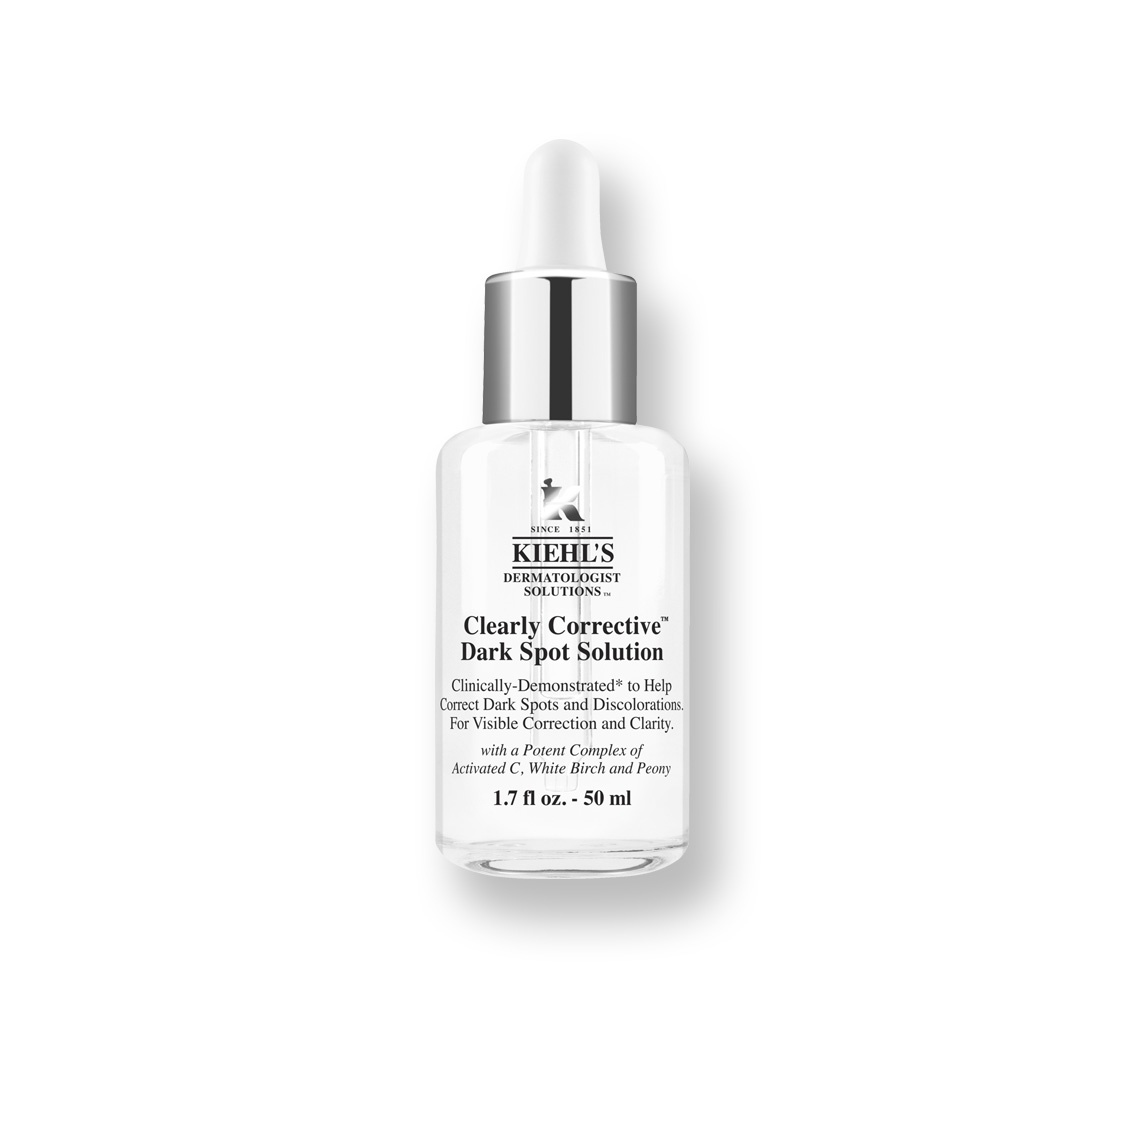 K
SINCE 1851
KIEHL'S
DERMATOLOGIST
SOLUTIONS™
Clearly Corrective™
Dark Spot Solution
Clinically-Demonstrated* to Help
Correct Dark Spots and Discolorations.
For Visible Correction and Clarity.
with a Potent Complex of
Activated C, White Birch and Peony
1.7 fl oz. - 50 ml